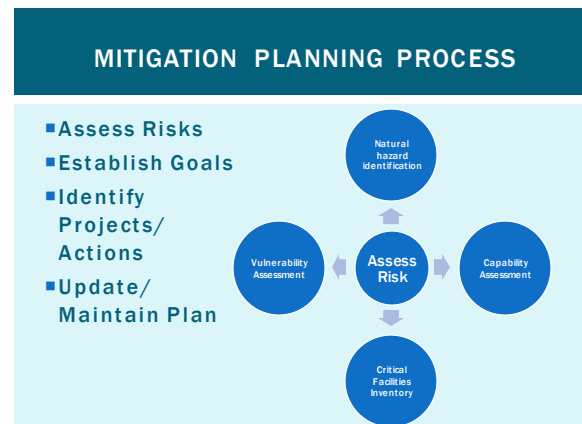 MITIGATION PLANNING PROCESS
Assess Risks
Establish Goals
Identify
Projects/
Actions
Update/
Maintain Plan
Natural
hazard
identification
Vulnerability
Assessment
Assess
Risk
Capability
Assessment
Critical
Facilities
Inventory